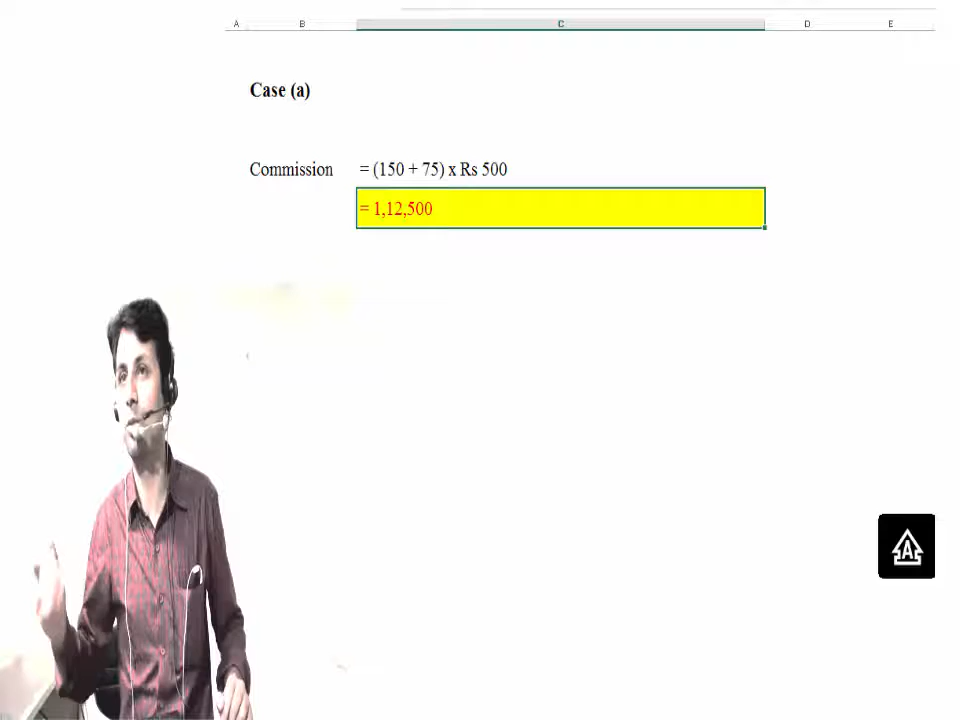 A B C D E
Case (a)
Commission = (150 + 75) x Rs 500
= 1,12,500
A